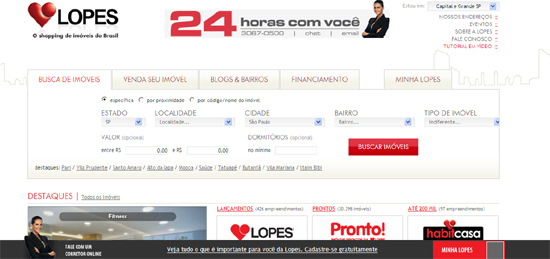 LOPES
O shopping de Imóveis do Brasil
24 horas com você
3067-0500 | chat | email
Estou em: Capital e Grande SP
NOSSOS ENDEREÇOS
EVENTOS
SOBRE A LOPES
FALE CONOSCO
TUTORIAL EM VÍDEO
BUSCA DE IMÓVEIS
VENDA SEU IMÓVEL
BLOGS & BAIRROS
FINANCIAMENTO
MINHA LOPES
específica por proximidade por código/nome do imóvel
ESTADO LOCALIDADE CIDADE BAIRRO TIPO DE IMÓVEL
SP Localidade... São Paulo Bairro... Indiferente...
VALOR (opcional) DORMITÓRIOS (opcional)
entre R$ 0,00 e R$ 0,00 no mínimo BUSCAR IMÓVEIS
destaques: Pari / Vila Prudente / Santo Amaro / Alto da Lapa / Mooca / Saúde / Tatuapé / Butantã / Vila Mariana / Itaim Bibi
DESTAQUES | Todos os Imóveis
Fitness
LANÇAMENTOS (426 empreendimentos)
PRONTOS (30.298 imóveis)
ATÉ 200 MIL (97 empreendimentos)
LOPES
Pronto!
habitcasa
FALE COM UM
CORRETOR ONLINE
Veja tudo o que é importante para você da Lopes. Cadastre-se gratuitamente
MINHA LOPES